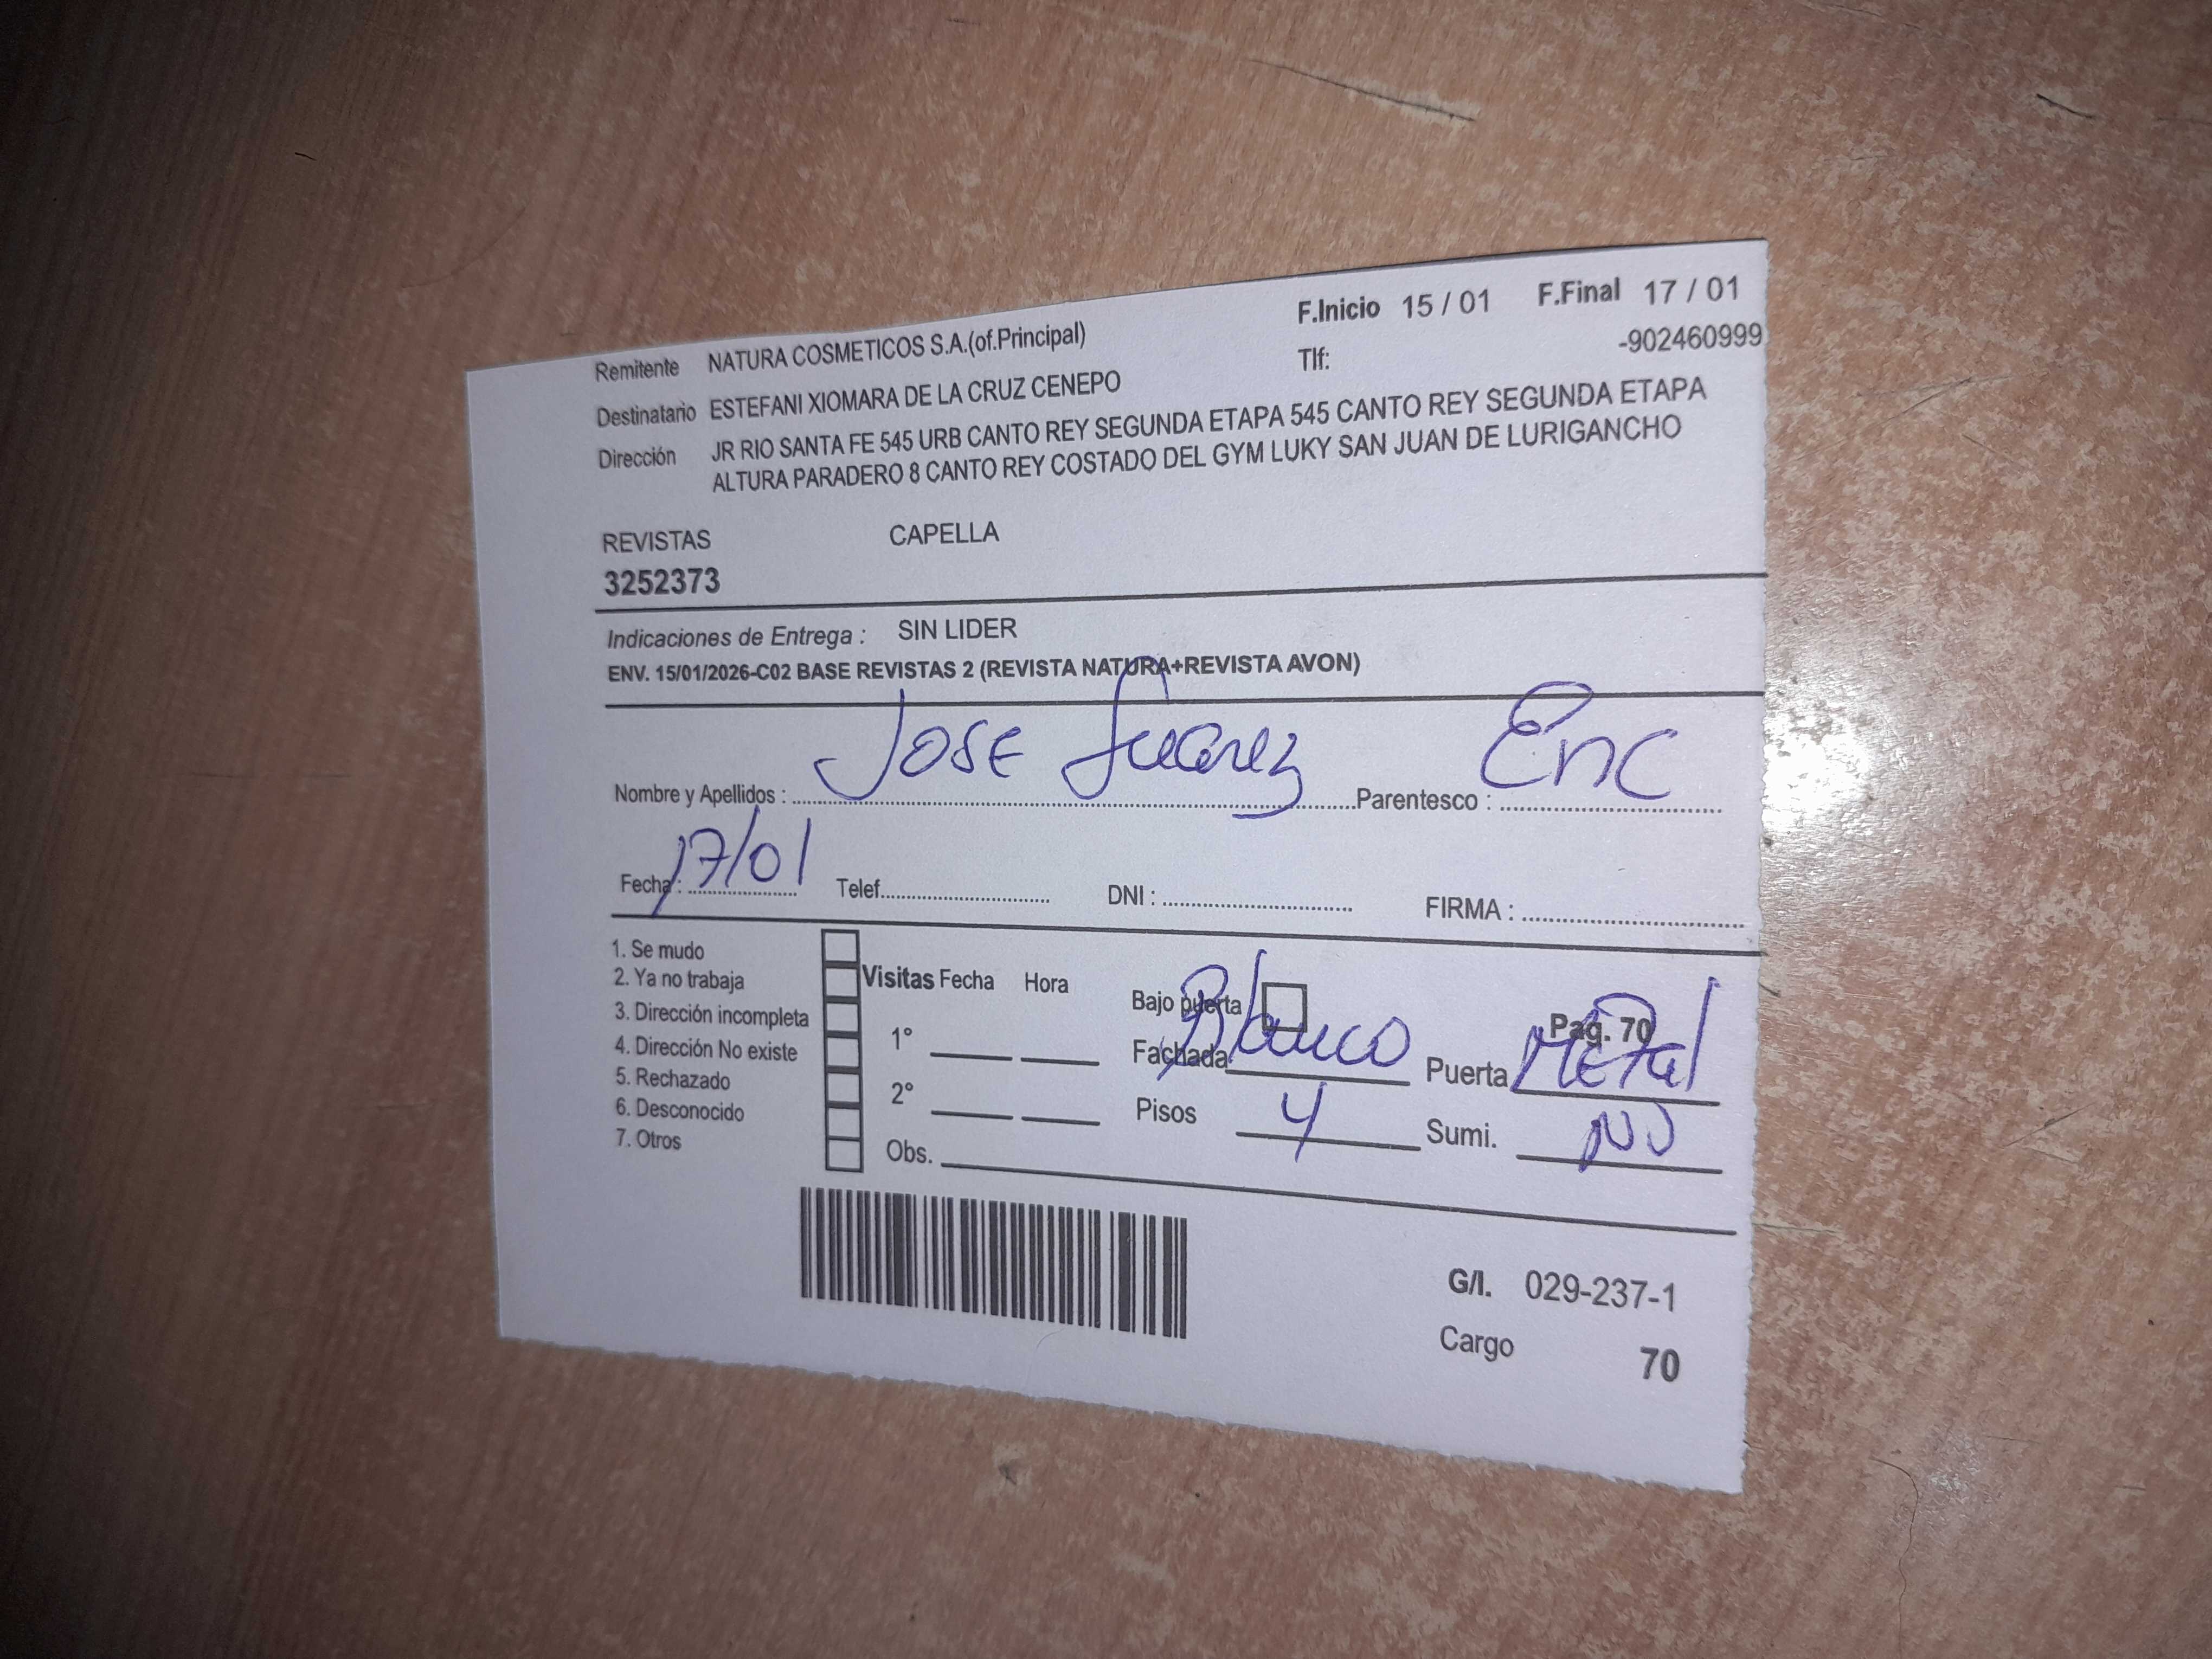 F.Inicio 15 / 01 F.Final 17 / 01
Remitente NATURA COSMETICOS S.A.(of.Principal) Tlf: -902460999
Destinatario ESTEFANI XIOMARA DE LA CRUZ CENEPO
Dirección JR RIO SANTA FE 545 URB CANTO REY SEGUNDA ETAPA 545 CANTO REY SEGUNDA ETAPA
ALTURA PARADERO 8 CANTO REY COSTADO DEL GYM LUKY SAN JUAN DE LURIGANCHO
REVISTAS CAPELLA
3252373
Indicaciones de Entrega : SIN LIDER
ENV. 15/01/2026-C02 BASE REVISTAS 2 (REVISTA NATURA+REVISTA AVON)
Nombre y Apellidos : Jose Suarez Parentesco : Enc
Fecha : 17/01 Telef. DNI : FIRMA :
1. Se mudo
2. Ya no trabaja
3. Dirección incompleta
4. Dirección No existe
5. Rechazado
6. Desconocido
7. Otros
Visitas Fecha Hora
1°
2°
Obs.
Bajo puerta Pag. 70
Fachada Blanco Puerta Metal
Pisos 4 Sumi. NO
G/I. 029-237-1
Cargo 70